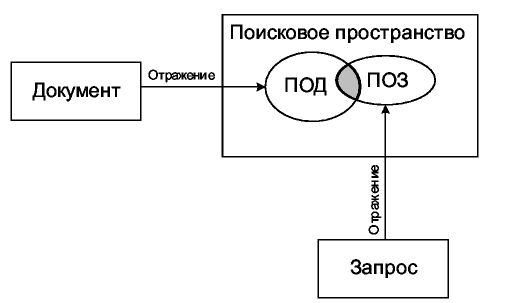 Поисковое пространство
Отражение
Документ
ПОД
ПОЗ
Отражение
Запрос